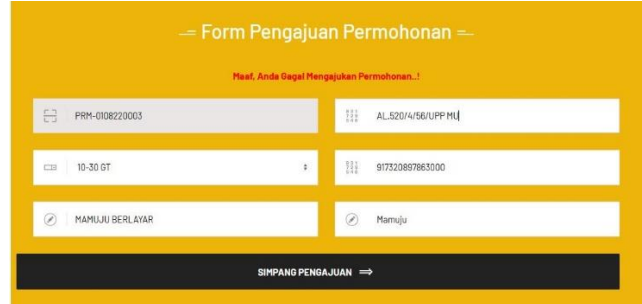 Form Pengajuan Permohonan
Maaf, Anda Gagal Mengajukan Permohonan..!
PRM-0108220003
AL.520/4/56/UPP MU
10-30 GT
917320897863000
MAMUJU BERLAYAR
Mamuju
SIMPANG PENGAJUAN